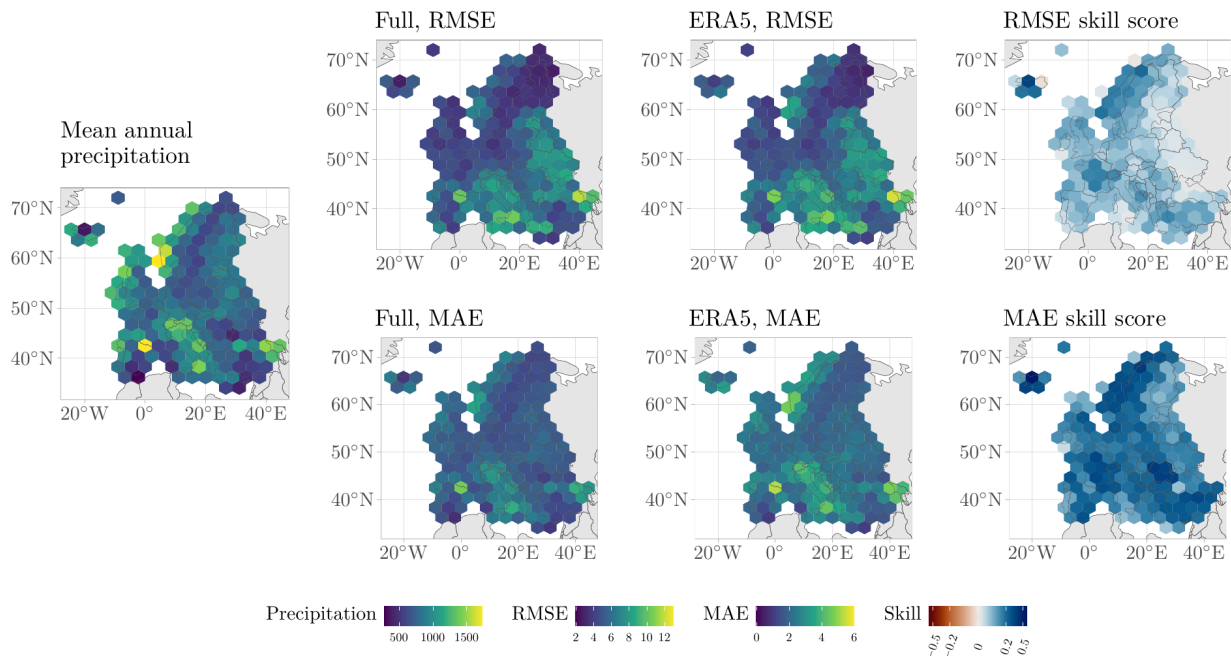 Full, RMSE
ERA5, RMSE
RMSE skill score
70°N
60°N
50°N
40°N
20°W 0° 20°E 40°E
70°N
60°N
50°N
40°N
20°W 0° 20°E 40°E
70°N
60°N
50°N
40°N
20°W 0° 20°E 40°E
Mean annual
precipitation
70°N
60°N
50°N
40°N
20°W 0° 20°E 40°E
Full, MAE
ERA5, MAE
MAE skill score
70°N
60°N
50°N
40°N
20°W 0° 20°E 40°E
70°N
60°N
50°N
40°N
20°W 0° 20°E 40°E
70°N
60°N
50°N
40°N
20°W 0° 20°E 40°E
Precipitation
500 1000 1500
RMSE
2 4 6 8 10 12
MAE
0 2 4 6
Skill
−0.5 −0.2 0 0.2 0.5